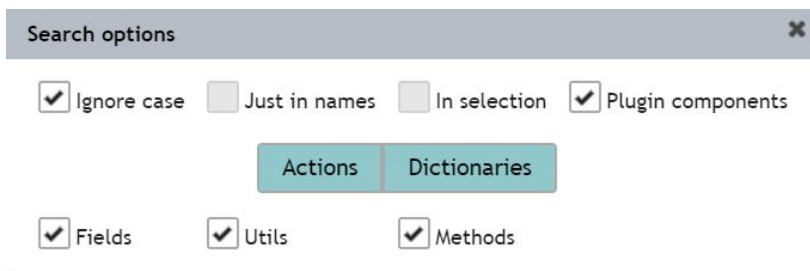 Search options
Ignore case Just in names In selection Plugin components
Actions Dictionaries
Fields Utils Methods